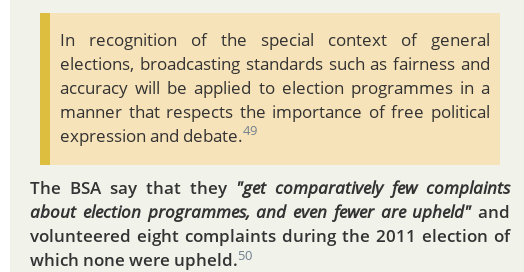 In recognition of the special context of general
elections, broadcasting standards such as fairness and
accuracy will be applied to election programmes in a
manner that respects the importance of free political
expression and debate.49
The BSA say that they "get comparatively few complaints
about election programmes, and even fewer are upheld" and
volunteered eight complaints during the 2011 election of
which none were upheld.50